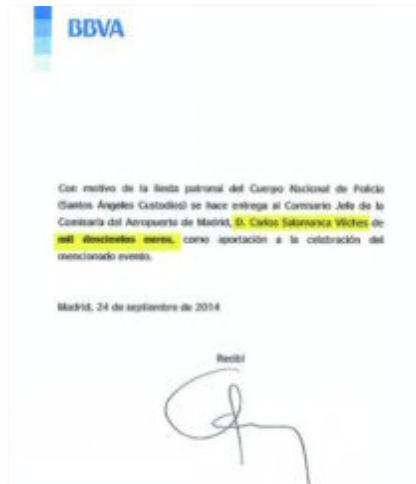 BBVA
Con motivo de la fiesta patronal del Cuerpo Nacional de Policía
(Santos Ángeles Custodios) se hace entrega al Comisario Jefe de la
Comisaría del Aeropuerto de Madrid, D. Carlos Salamanca Vilches de
mil doscientos euros, como aportación a la celebración del
mencionado evento.
Madrid, 24 de septiembre de 2014
Recibí